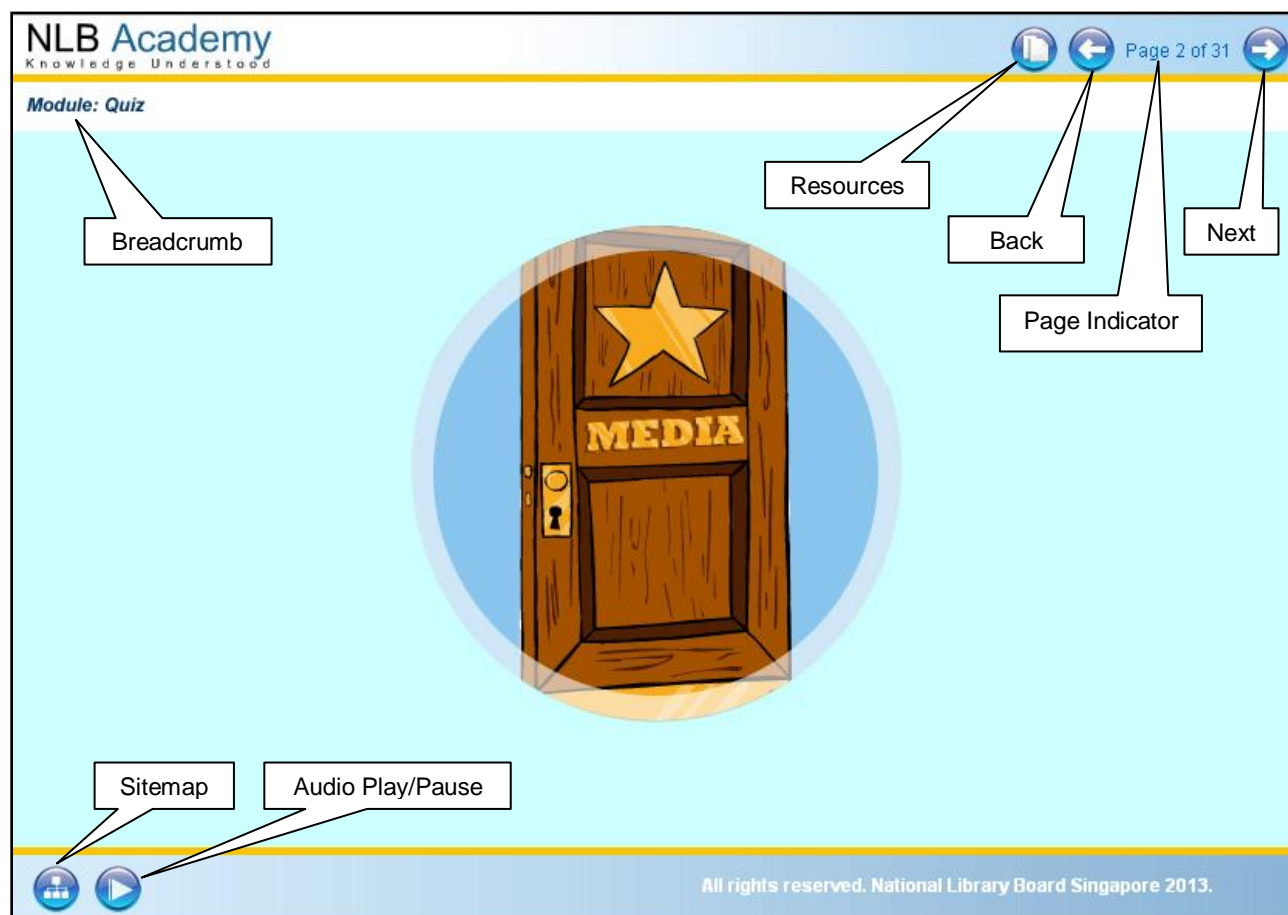 NLB Academy
Knowledge Understood
Page 2 of 31
Module: Quiz
Resources
Breadcrumb
Back
Next
Page Indicator
MEDIA
Sitemap
Audio Play/Pause
All rights reserved. National Library Board Singapore 2013.